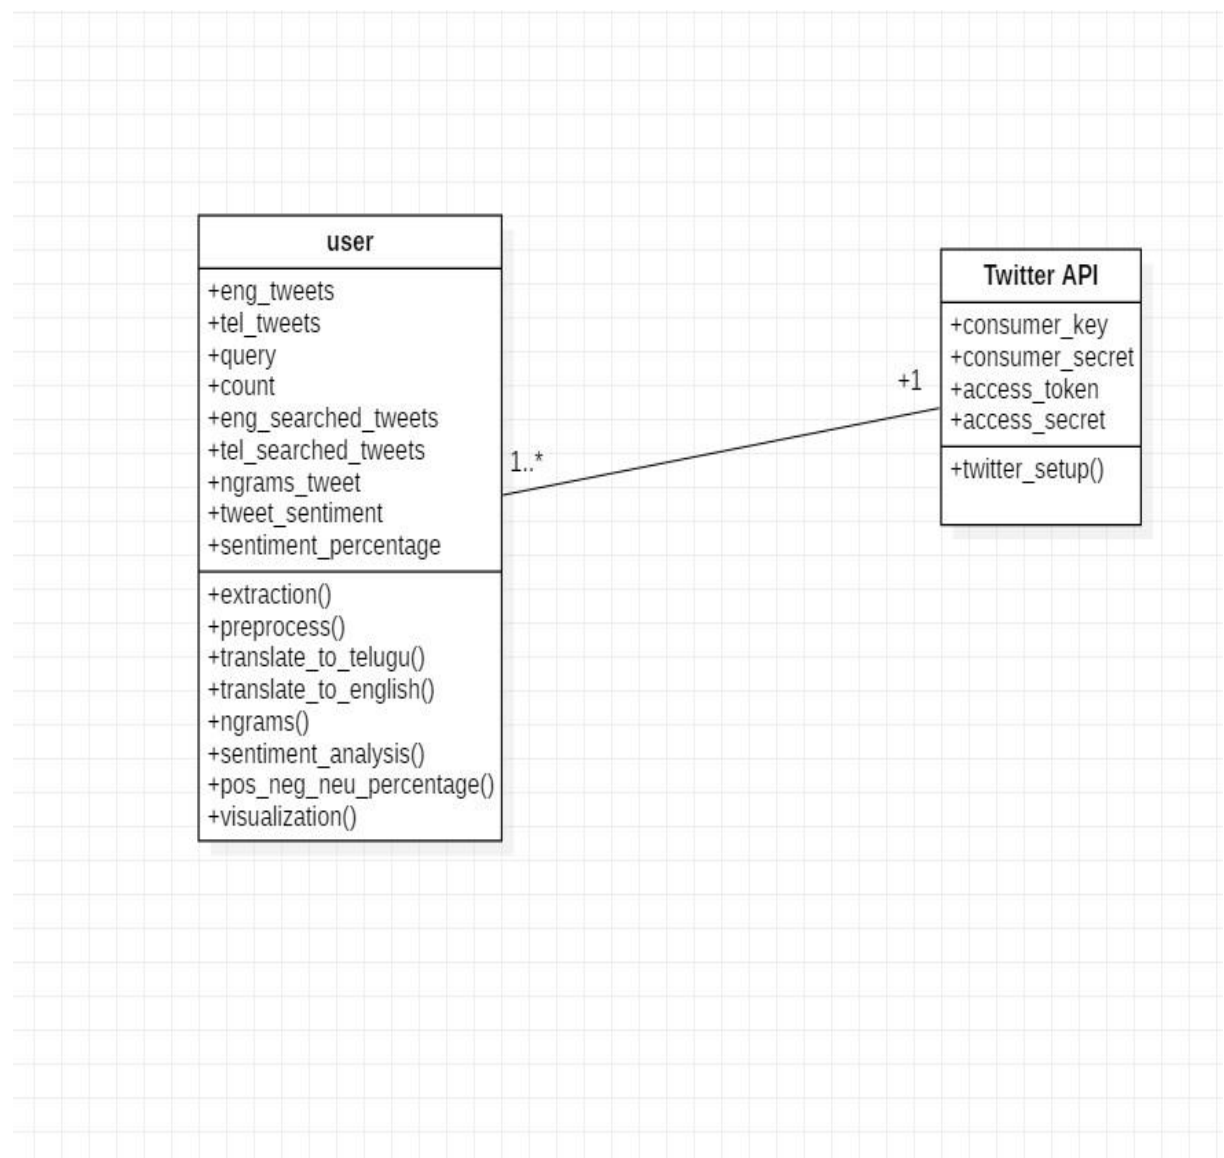 user
+eng_tweets
+tel_tweets
+query
+count
+eng_searched_tweets
+tel_searched_tweets
+ngrams_tweet
+tweet_sentiment
+sentiment_percentage
+extraction()
+preprocess()
+translate_to_telugu()
+translate_to_english()
+ngrams()
+sentiment_analysis()
+pos_neg_neu_percentage()
+visualization()
1..*
+1
Twitter API
+consumer_key
+consumer_secret
+access_token
+access_secret
+twitter_setup()